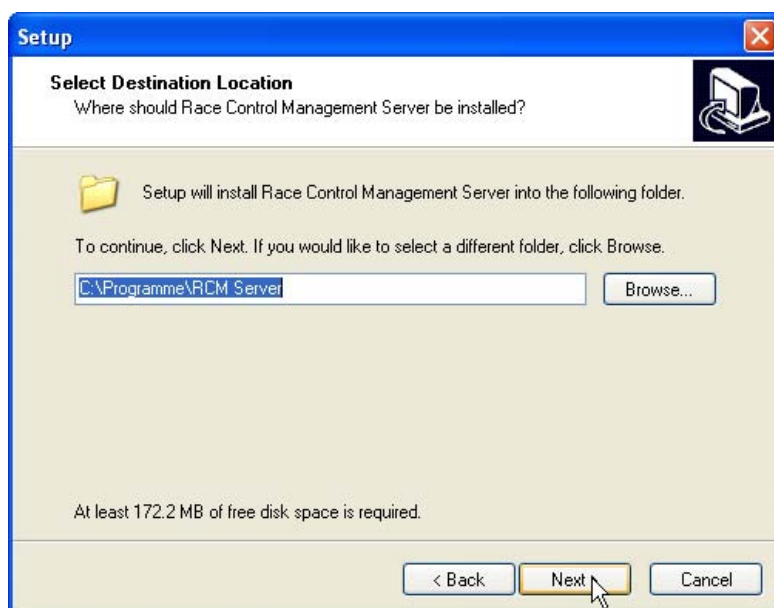 Setup
Select Destination Location
Where should Race Control Management Server be installed?
Setup will install Race Control Management Server into the following folder.
To continue, click Next. If you would like to select a different folder, click Browse.
C:\Programme\RCM Server
Browse...
At least 172.2 MB of free disk space is required.
< Back
Next
Cancel